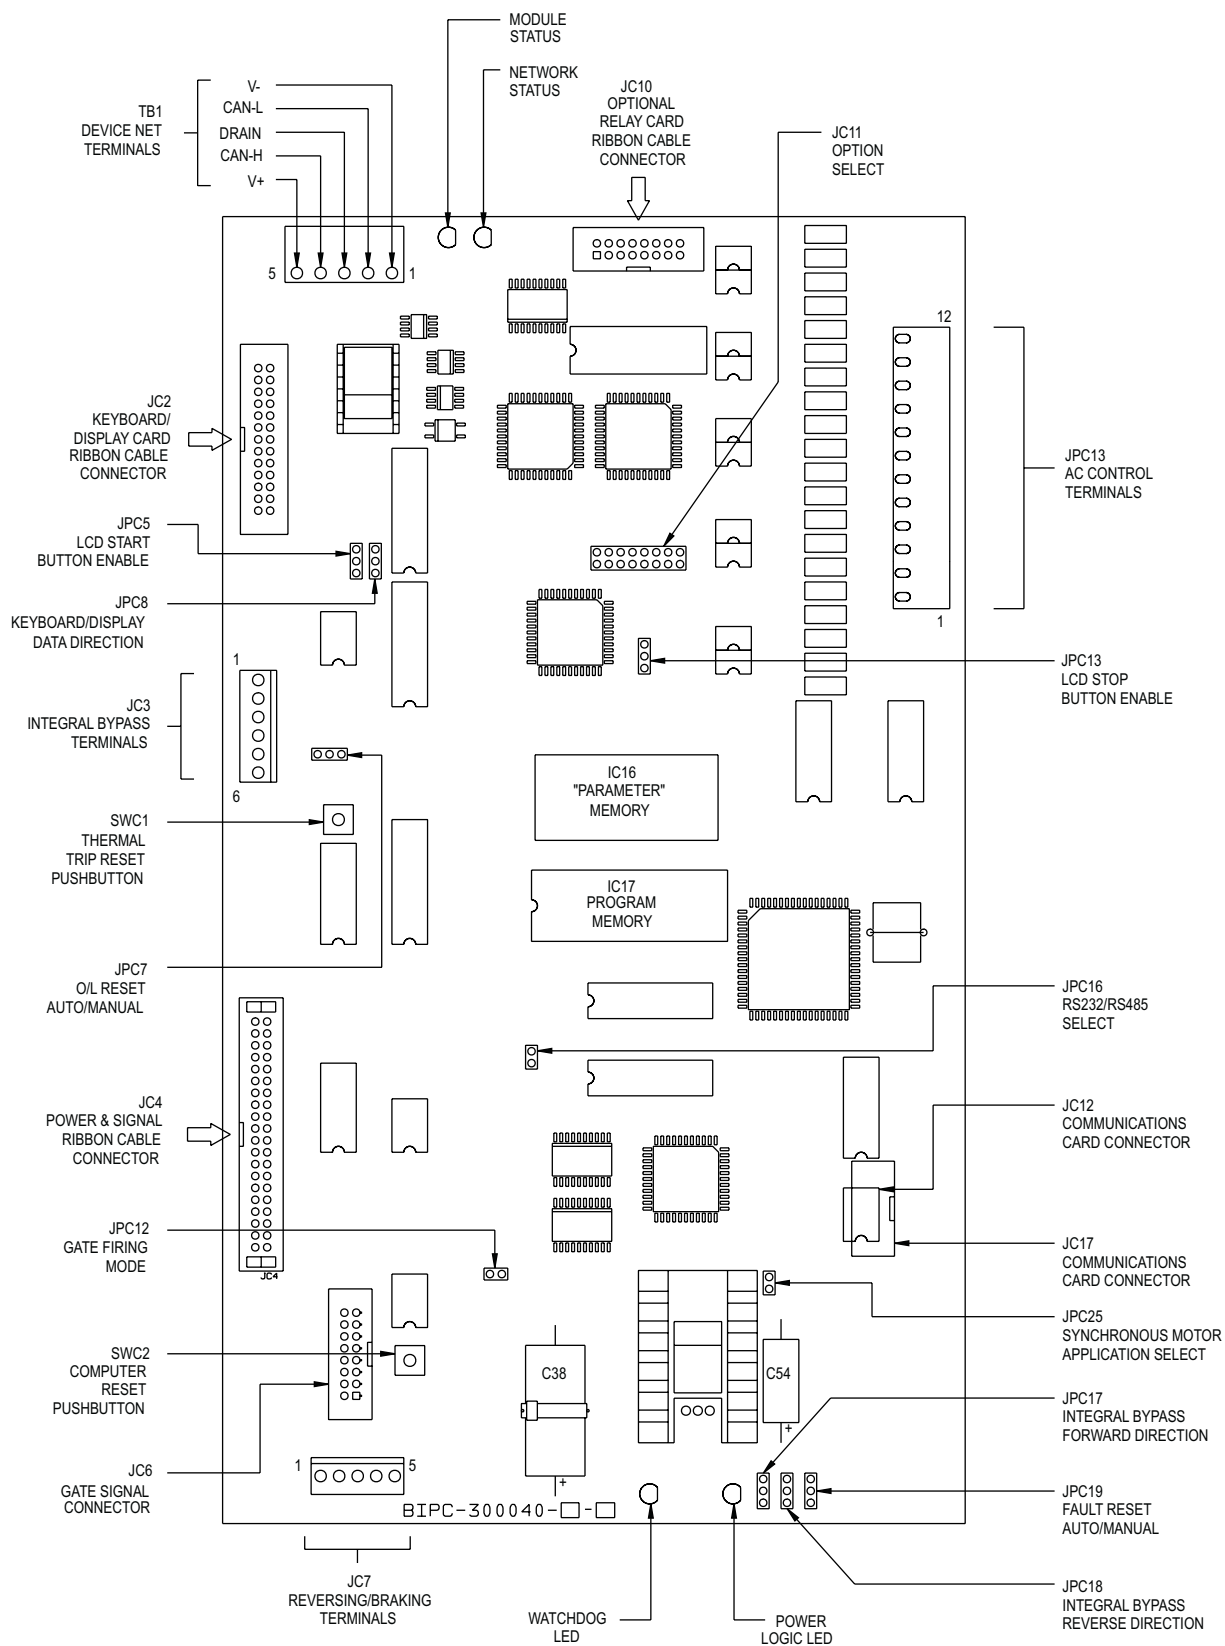 MODULE
STATUS
NETWORK
STATUS
TB1
DEVICE NET
TERMINALS
V-
CAN-L
DRAIN
CAN-H
V+
JC10
OPTIONAL
RELAY CARD
RIBBON CABLE
CONNECTOR
JC11
OPTION
SELECT
5
1
12
1
JC2
KEYBOARD/
DISPLAY CARD
RIBBON CABLE
CONNECTOR
JPC13
AC CONTROL
TERMINALS
JPC5
LCD START
BUTTON ENABLE
JPC8
KEYBOARD/DISPLAY
DATA DIRECTION
JPC13
LCD STOP
BUTTON ENABLE
1
JC3
INTEGRAL BYPASS
TERMINALS
6
IC16
"PARAMETER"
MEMORY
SWC1
THERMAL
TRIP RESET
PUSHBUTTON
IC17
PROGRAM
MEMORY
JPC7
O/L RESET
AUTO/MANUAL
JPC16
RS232/RS485
SELECT
JC4
POWER & SIGNAL
RIBBON CABLE
CONNECTOR
JC12
COMMUNICATIONS
CARD CONNECTOR
JPC12
GATE FIRING
MODE
JC4
JC17
COMMUNICATIONS
CARD CONNECTOR
JPC25
SYNCHRONOUS MOTOR
APPLICATION SELECT
SWC2
COMPUTER
RESET
PUSHBUTTON
C38
+
C54
+
JPC17
INTEGRAL BYPASS
FORWARD DIRECTION
JC6
GATE SIGNAL
CONNECTOR
1
5
BIPC-300040-
-
JPC19
FAULT RESET
AUTO/MANUAL
JC7
REVERSING/BRAKING
TERMINALS
WATCHDOG
LED
POWER
LOGIC LED
JPC18
INTEGRAL BYPASS
REVERSE DIRECTION